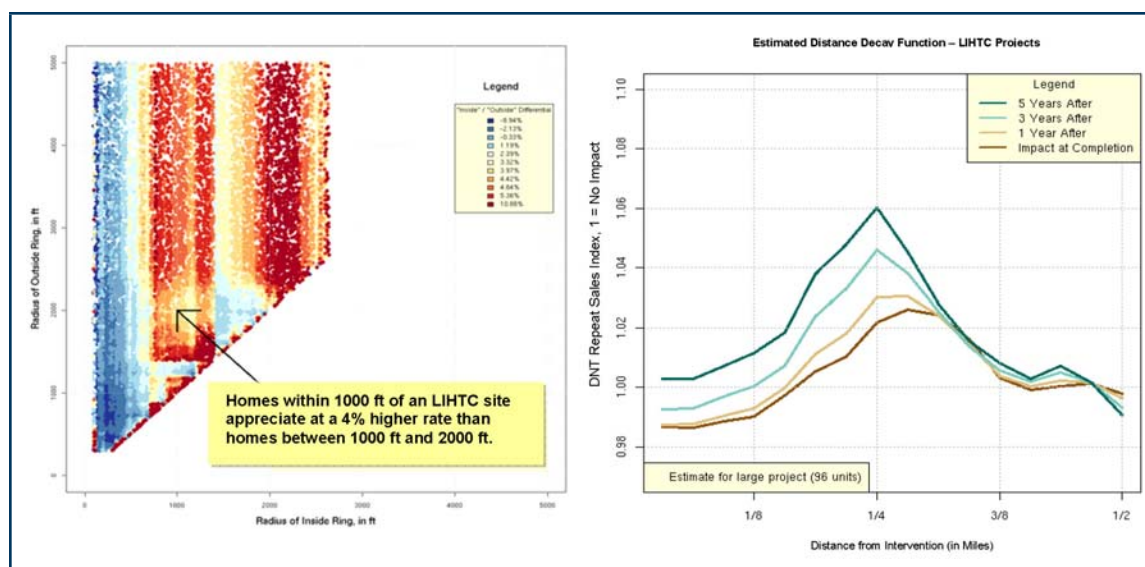 Legend
"Inside" / "Outside" Differential
-2.13%
-0.33%
1.19%
2.39%
3.32%
3.97%
4.42%
4.84%
5.36%
10.88%
5000
4000
3000
2000
1000
0
Radius of Outside Ring, in ft
0
1000
2000
3000
4000
5000
Radius of Inside Ring, in ft
Homes within 1000 ft of an LIHTC site
appreciate at a 4% higher rate than
homes between 1000 ft and 2000 ft.
Estimated Distance Decay Function – LIHTC Projects
Legend
5 Years After
3 Years After
1 Year After
Impact at Completion
1.10
1.08
1.06
1.04
1.02
1.00
0.98
DNT Repeat Sales Index, 1 = No Impact
Estimate for large project (96 units)
1/8
1/4
3/8
1/2
Distance from Intervention (in Miles)